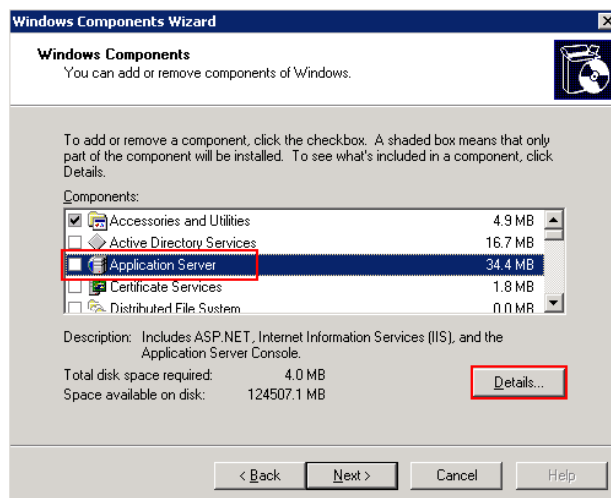 Windows Components Wizard
Windows Components
You can add or remove components of Windows.
To add or remove a component, click the checkbox. A shaded box means that only
part of the component will be installed. To see what's included in a component, click
Details.
Components:
Accessories and Utilities 4.9 MB
Active Directory Services 16.7 MB
Application Server 34.4 MB
Certificate Services 1.8 MB
Distributed File System 0.0 MB
Description: Includes ASP.NET, Internet Information Services (IIS), and the
Application Server Console.
Total disk space required: 4.0 MB
Space available on disk: 124507.1 MB
Details...
< Back Next > Cancel Help